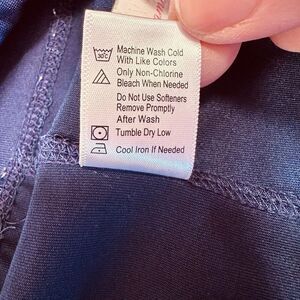 30°C Machine Wash Cold
With Like Colors
Only Non-Chlorine
Bleach When Needed
Do Not Use Softeners
Remove Promptly
After Wash
Tumble Dry Low
Cool Iron If Needed